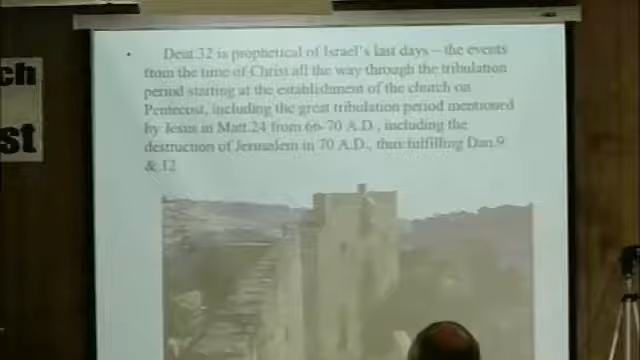 ch
st
• Deut.32 is prophetical of Israel's last days – the events
from the time of Christ all the way through the tribulation
period starting at the establishment of the church on
Pentecost, including the great tribulation period mentioned
by Jesus in Matt.24 from 66-70 A.D., including the
destruction of Jerusalem in 70 A.D., thus fulfilling Dan.9
& 12